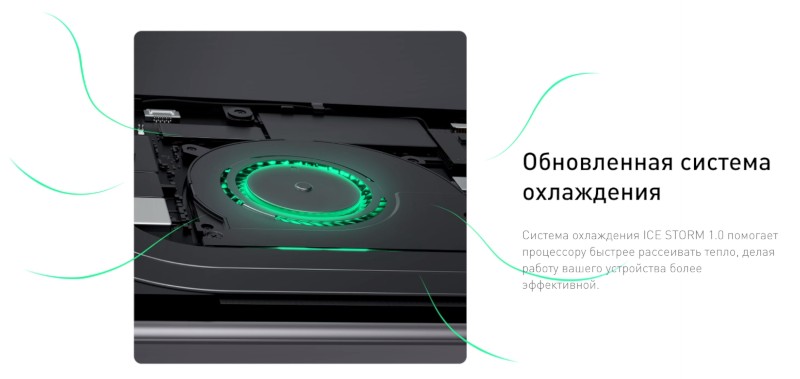 Обновленная система
охлаждения
Система охлаждения ICE STORM 1.0 помогает
процессору быстрее рассеивать тепло, делая
работу вашего устройства более
эффективной.